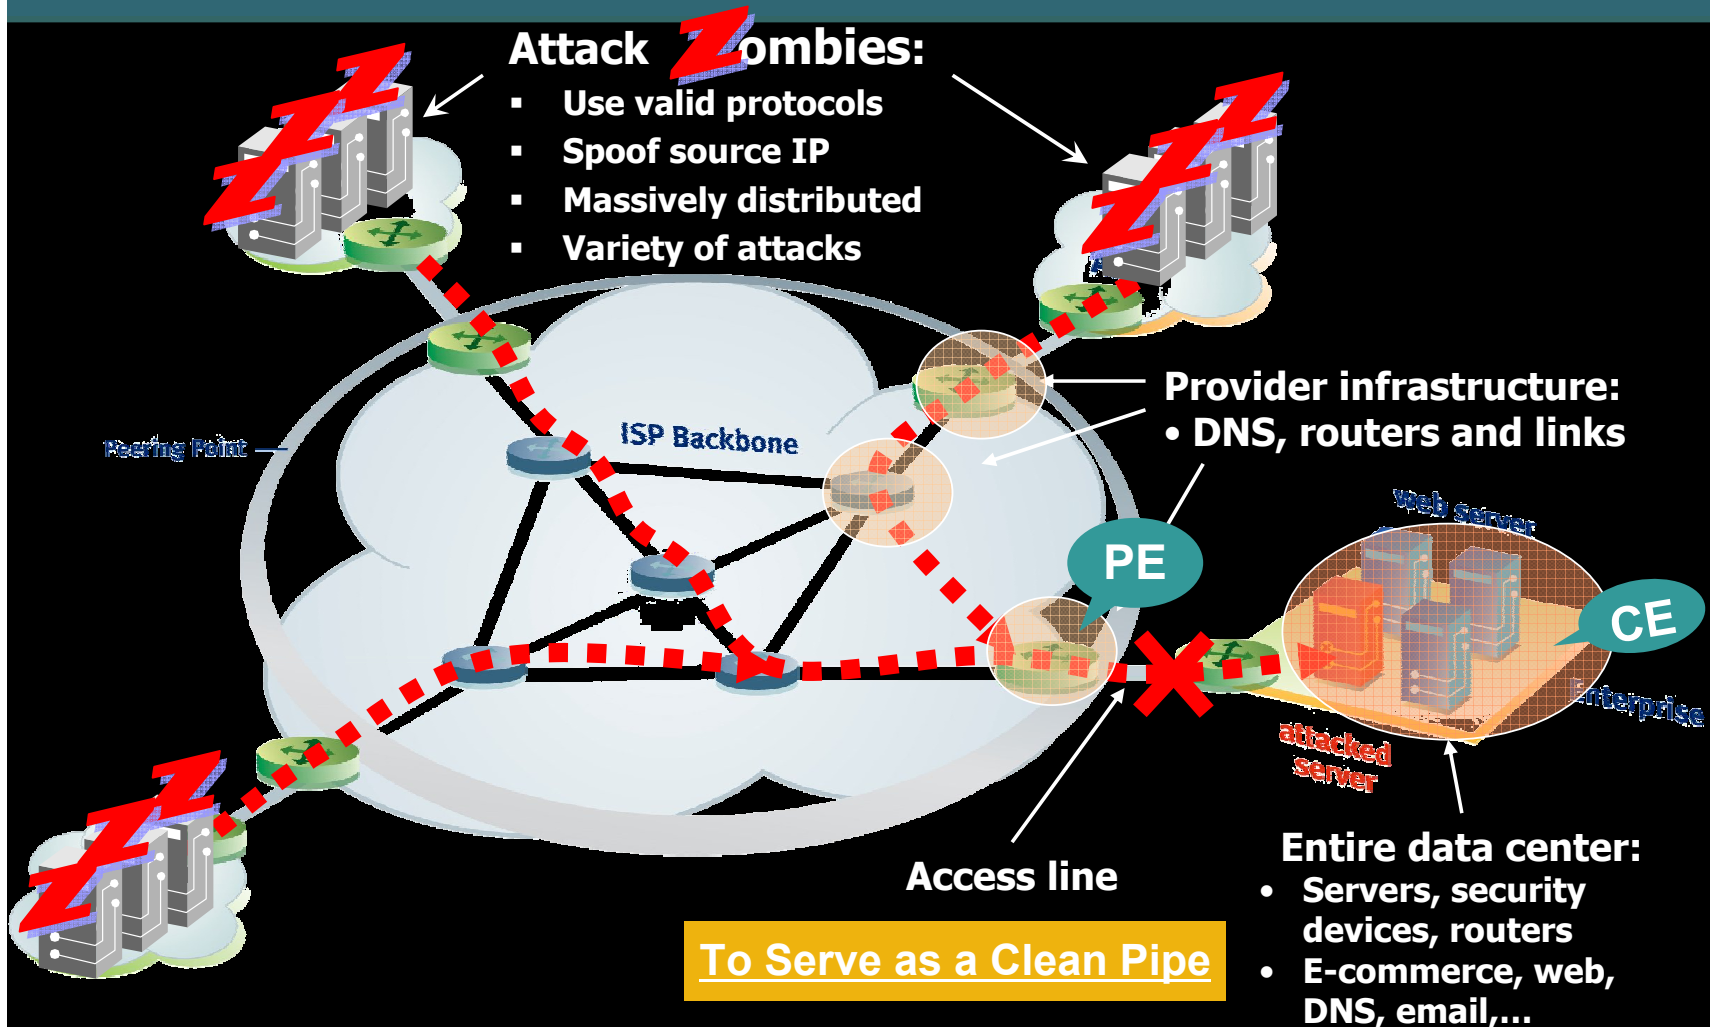 Attack Zombies:
▪ Use valid protocols
▪ Spoof source IP
▪ Massively distributed
▪ Variety of attacks
Provider infrastructure:
• DNS, routers and links
ISP Backbone
Peering Point
web server
PE
CE
Enterprise
attacked
server
Access line
Entire data center:
• Servers, security
devices, routers
• E-commerce, web,
DNS, email,...
To Serve as a Clean Pipe